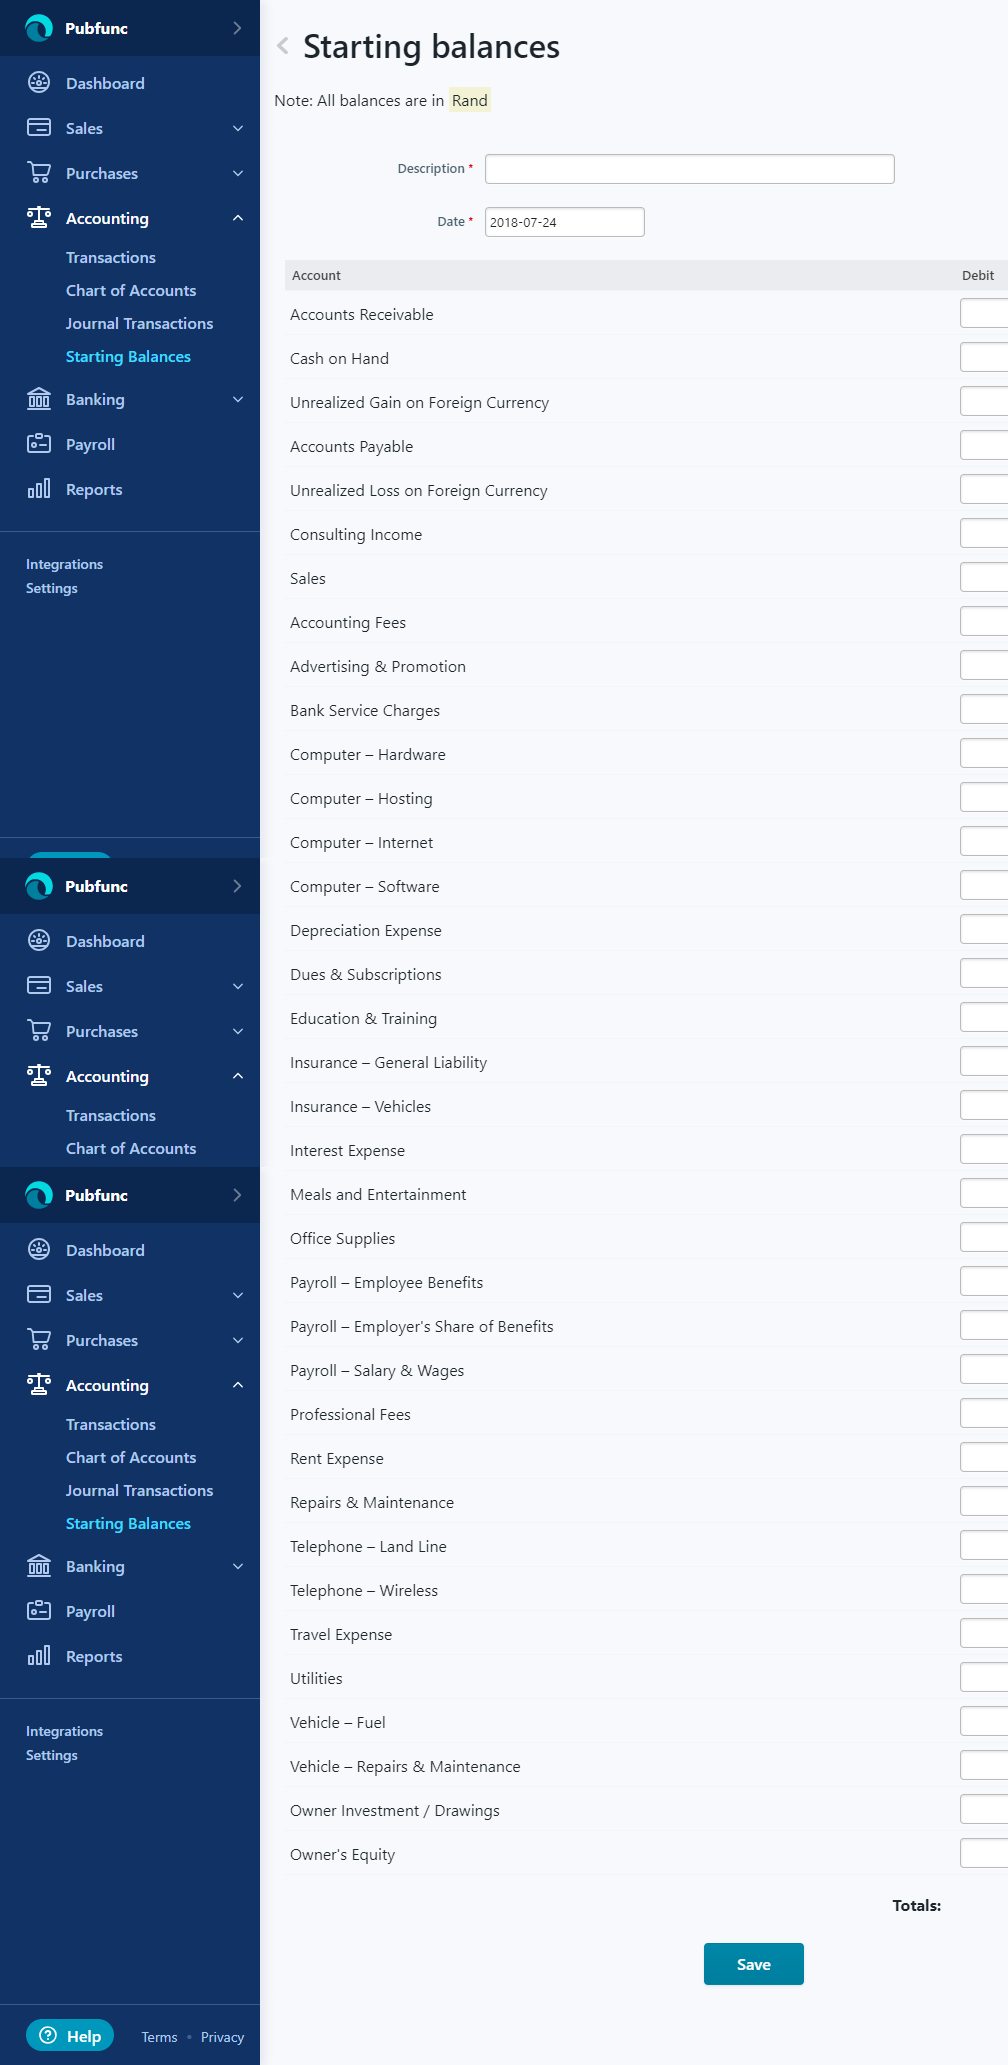 Pubfunc
Dashboard
Sales
Purchases
Accounting
Transactions
Chart of Accounts
Journal Transactions
Starting Balances
Banking
Payroll
Reports
Integrations
Settings
Pubfunc
Dashboard
Sales
Purchases
Accounting
Transactions
Chart of Accounts
Pubfunc
Dashboard
Sales
Purchases
Accounting
Transactions
Chart of Accounts
Journal Transactions
Starting Balances
Banking
Payroll
Reports
Integrations
Settings
Help Terms • Privacy
Starting balances
Note: All balances are in Rand
Description *
Date * 2018-07-24
Account Debit
Accounts Receivable
Cash on Hand
Unrealized Gain on Foreign Currency
Accounts Payable
Unrealized Loss on Foreign Currency
Consulting Income
Sales
Accounting Fees
Advertising & Promotion
Bank Service Charges
Computer – Hardware
Computer – Hosting
Computer – Internet
Computer – Software
Depreciation Expense
Dues & Subscriptions
Education & Training
Insurance – General Liability
Insurance – Vehicles
Interest Expense
Meals and Entertainment
Office Supplies
Payroll – Employee Benefits
Payroll – Employer's Share of Benefits
Payroll – Salary & Wages
Professional Fees
Rent Expense
Repairs & Maintenance
Telephone – Land Line
Telephone – Wireless
Travel Expense
Utilities
Vehicle – Fuel
Vehicle – Repairs & Maintenance
Owner Investment / Drawings
Owner's Equity
Totals:
Save